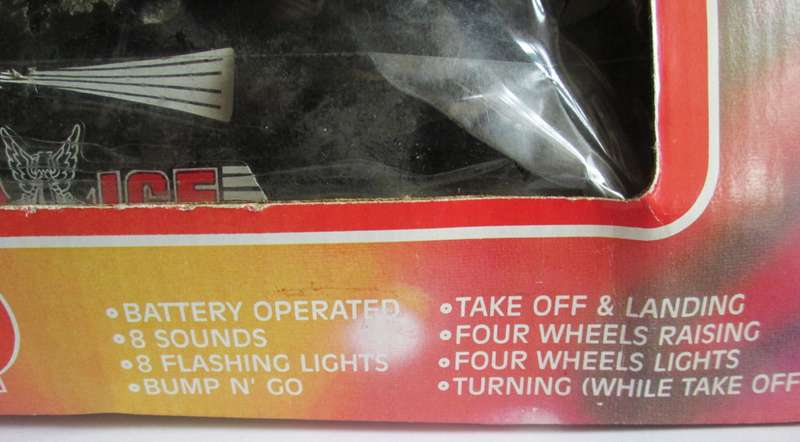 BATTERY OPERATED
8 SOUNDS
8 FLASHING LIGHTS
BUMP N' GO
TAKE OFF & LANDING
FOUR WHEELS RAISING
FOUR WHEELS LIGHTS
TURNING (WHILE TAKE OFF